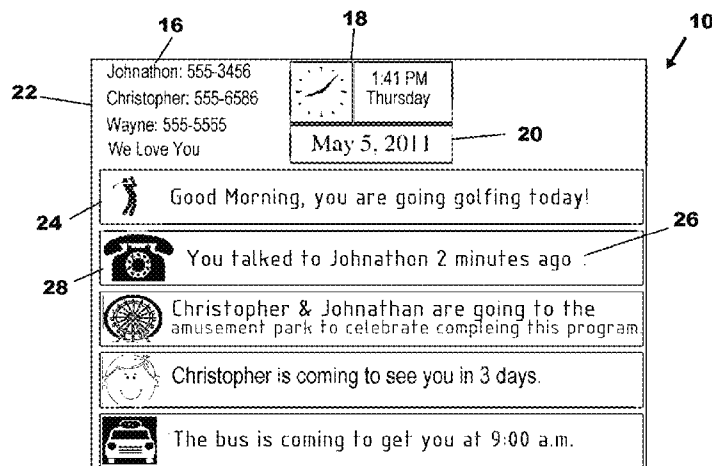 16
18
10
22
Johnathon: 555-3456
Christopher: 555-6586
Wayne: 555-5555
We Love You
1:41 PM
Thursday
May 5, 2011
20
24
Good Morning, you are going golfing today!
26
28
You talked to Johnathon 2 minutes ago .
Christopher & Johnathan are going to the
amusement park to celebrate compleing this program.
Christopher is coming to see you in 3 days.
The bus is coming to get you at 9:00 a.m.